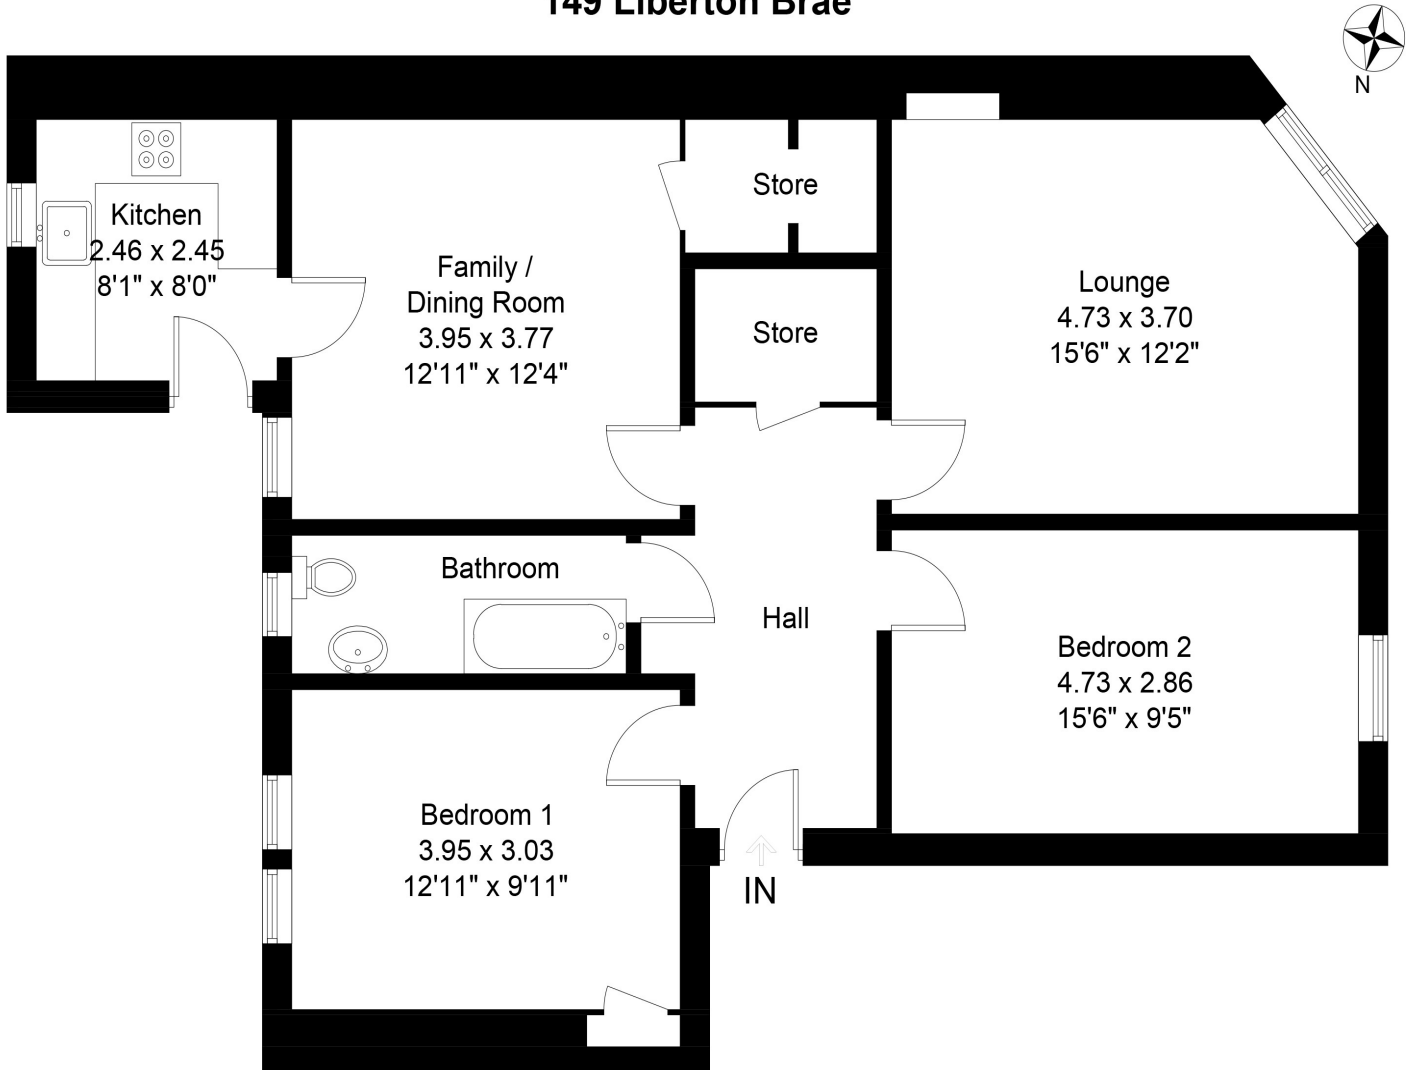 149 Liberton Brae
N
Kitchen
2.46 x 2.45
8'1" x 8'0"
Family /
Dining Room
3.95 x 3.77
12'11" x 12'4"
Store
Store
Lounge
4.73 x 3.70
15'6" x 12'2"
Bathroom
Hall
Bedroom 2
4.73 x 2.86
15'6" x 9'5"
Bedroom 1
3.95 x 3.03
12'11" x 9'11"
IN